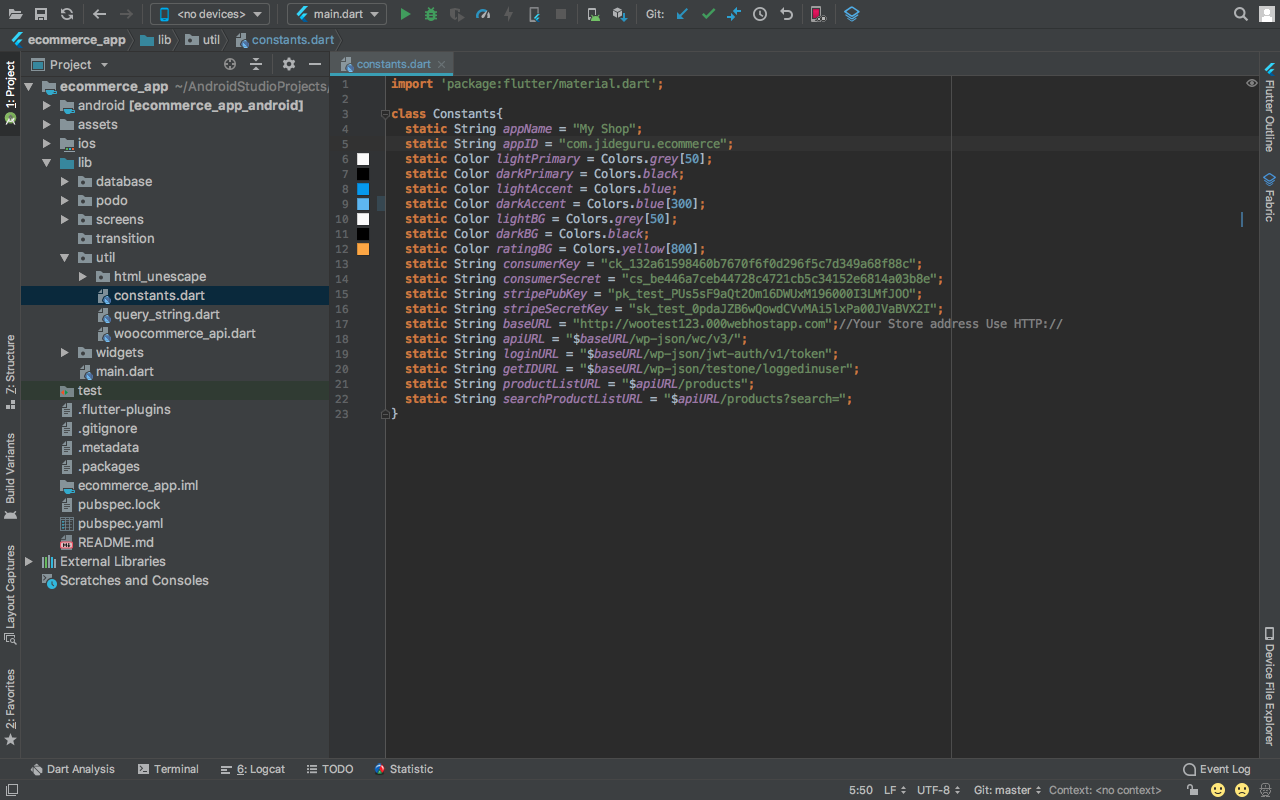 <no devices>
main.dart
Git:
ecommerce_app
lib
util
constants.dart
Project
constants.dart
1: Project
Z: Structure
Build Variants
Layout Captures
2: Favorites
ecommerce_app ~/AndroidStudioProjects/
android [ecommerce_app_android]
assets
ios
lib
database
podo
screens
transition
util
html_unescape
constants.dart
query_string.dart
woocommerce_api.dart
widgets
main.dart
test
.flutter-plugins
.gitignore
.metadata
.packages
ecommerce_app.iml
pubspec.lock
pubspec.yaml
README.md
External Libraries
Scratches and Consoles
1 import 'package:flutter/material.dart';
2
3 class Constants{
4 static String appName = "My Shop";
5 static String appID = "com.jideguru.ecommerce";
6 static Color lightPrimary = Colors.grey[50];
7 static Color darkPrimary = Colors.black;
8 static Color lightAccent = Colors.blue;
9 static Color darkAccent = Colors.blue[300];
10 static Color lightBG = Colors.grey[50];
11 static Color darkBG = Colors.black;
12 static Color ratingBG = Colors.yellow[800];
13 static String consumerKey = "ck_132a61598460b7670f6f0d296f5c7d349a68f88c";
14 static String consumerSecret = "cs_be446a7ceb44728c4721cb5c34152e6814a03b8e";
15 static String stripePubKey = "pk_test_PUs5sF9aQt2Om16DWUxM196000I3LMfJOO";
16 static String stripeSecretKey = "sk_test_0pdaJZB6wQowdCVvMAi5lxPa00JVaBVX2I";
17 static String baseURL = "http://wootest123.000webhostapp.com";//Your Store address Use HTTP://
18 static String apiURL = "$baseURL/wp-json/wc/v3/";
19 static String loginURL = "$baseURL/wp-json/jwt-auth/v1/token";
20 static String getIDURL = "$baseURL/wp-json/testone/loggedinuser";
21 static String productListURL = "$apiURL/products";
22 static String searchProductListURL = "$apiURL/products?search=";
23 }
Flutter Outline
Fabric
Device File Explorer
Dart Analysis
Terminal
6: Logcat
TODO
Statistic
Event Log
5:50
LF
UTF-8
Git: master
Context: <no context>